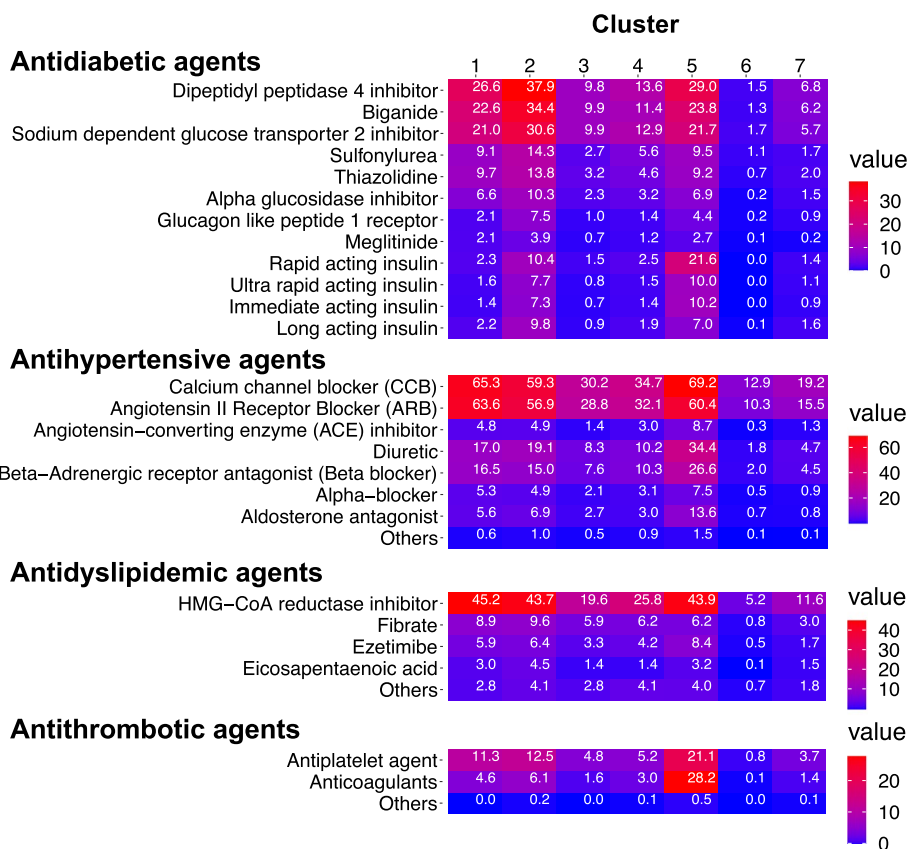 Cluster
Antidiabetic agents
1 2 3 4 5 6 7
Dipeptidyl peptidase 4 inhibitor 26.6 37.9 9.8 13.6 29.0 1.5 6.8
Biganide 22.6 34.4 9.9 11.4 23.8 1.3 6.2
Sodium dependent glucose transporter 2 inhibitor 21.0 30.6 9.9 12.9 21.7 1.7 5.7
Sulfonylurea 9.1 14.3 2.7 5.6 9.5 1.1 1.7
Thiazolidine 9.7 13.8 3.2 4.6 9.2 0.7 2.0
Alpha glucosidase inhibitor 6.6 10.3 2.3 3.2 6.9 0.2 1.5
Glucagon like peptide 1 receptor 2.1 7.5 1.0 1.4 4.4 0.2 0.9
Meglitinide 2.1 3.9 0.7 1.2 2.7 0.1 0.2
Rapid acting insulin 2.3 10.4 1.5 2.5 21.6 0.0 1.4
Ultra rapid acting insulin 1.6 7.7 0.8 1.5 10.0 0.0 1.1
Immediate acting insulin 1.4 7.3 0.7 1.4 10.2 0.0 0.9
Long acting insulin 2.2 9.8 0.9 1.9 7.0 0.1 1.6
value
30
20
10
0
Antihypertensive agents
Calcium channel blocker (CCB) 65.3 59.3 30.2 34.7 69.2 12.9 19.2
Angiotensin II Receptor Blocker (ARB) 63.6 56.9 28.8 32.1 60.4 10.3 15.5
Angiotensin−converting enzyme (ACE) inhibitor 4.8 4.9 1.4 3.0 8.7 0.3 1.3
Diuretic 17.0 19.1 8.3 10.2 34.4 1.8 4.7
Beta−Adrenergic receptor antagonist (Beta blocker) 16.5 15.0 7.6 10.3 26.6 2.0 4.5
Alpha−blocker 5.3 4.9 2.1 3.1 7.5 0.5 0.9
Aldosterone antagonist 5.6 6.9 2.7 3.0 13.6 0.7 0.8
Others 0.6 1.0 0.5 0.9 1.5 0.1 0.1
value
60
40
20
Antidyslipidemic agents
HMG−CoA reductase inhibitor 45.2 43.7 19.6 25.8 43.9 5.2 11.6
Fibrate 8.9 9.6 5.9 6.2 6.2 0.8 3.0
Ezetimibe 5.9 6.4 3.3 4.2 8.4 0.5 1.7
Eicosapentaenoic acid 3.0 4.5 1.4 1.4 3.2 0.1 1.5
Others 2.8 4.1 2.8 4.1 4.0 0.7 1.8
value
40
30
20
10
Antithrombotic agents
Antiplatelet agent 11.3 12.5 4.8 5.2 21.1 0.8 3.7
Anticoagulants 4.6 6.1 1.6 3.0 28.2 0.1 1.4
Others 0.0 0.2 0.0 0.1 0.5 0.0 0.1
value
20
10
0